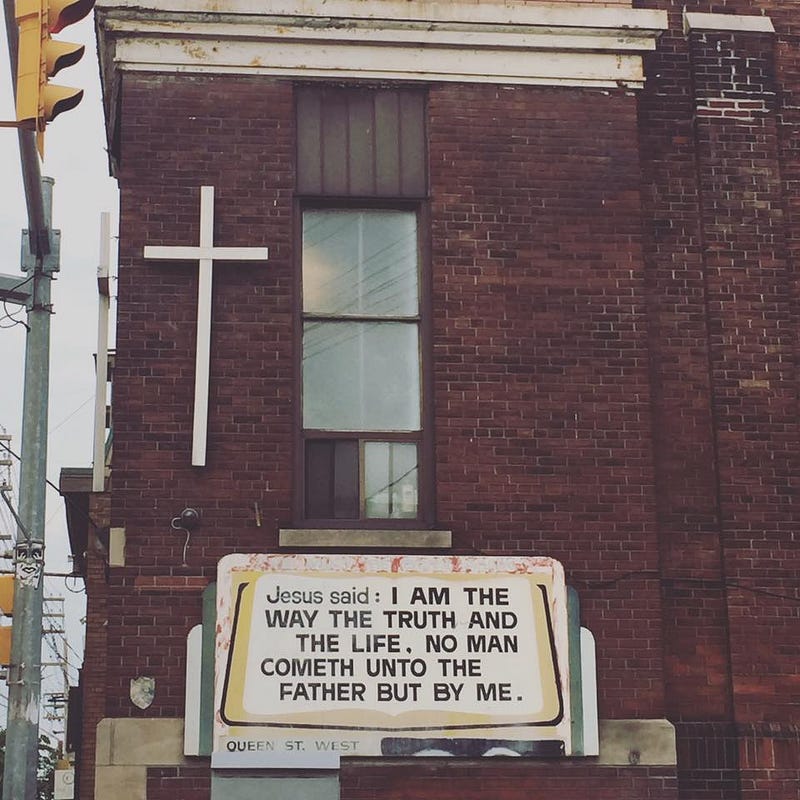 Jesus said: I AM THE
WAY THE TRUTH AND
THE LIFE. NO MAN
COMETH UNTO THE
FATHER BUT BY ME.
QUEEN ST. WEST